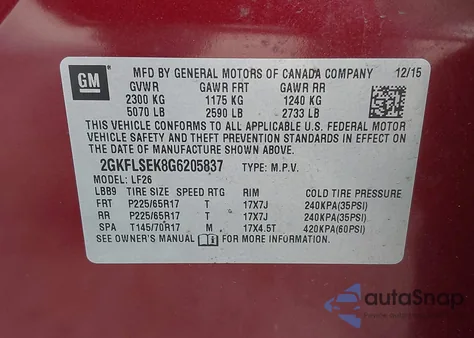 GM
MFD BY GENERAL MOTORS OF CANADA COMPANY 12/15
GVWR GAWR FRT GAWR RR
2300 KG 1175 KG 1240 KG
5070 LB 2590 LB 2733 LB
THIS VEHICLE CONFORMS TO ALL APPLICABLE U.S. FEDERAL MOTOR
VEHICLE SAFETY AND THEFT PREVENTION STANDARDS IN EFFECT
ON THE DATE OF MANUFACTURE SHOWN ABOVE.
2GKFLSEK8G6205837 TYPE: M.P.V.
MODEL: LF26
LBB9 TIRE SIZE SPEED RTG RIM COLD TIRE PRESSURE
FRT P225/65R17 T 17X7J 240KPA(35PSI)
RR P225/65R17 T 17X7J 240KPA(35PSI)
SPA T145/70R17 M 17X4.5T 420KPA(60PSI)
SEE OWNER'S MANUAL FOR MORE INFORMATION.
autoSnap